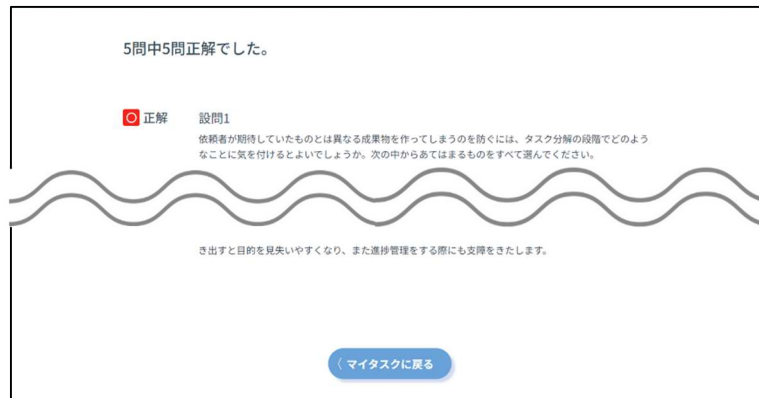 5問中5問正解でした。
正解 設問1
依頼者が期待していたものとは異なる成果物を作ってしまうのを防ぐには、タスク分解の段階でどのよう
なことに気を付けるとよいでしょうか。次の中からあてはまるものをすべて選んでください。
き出すと目的を見失いやすくなり、また進捗管理をする際にも支障をきたします。
〈 マイタスクに戻る